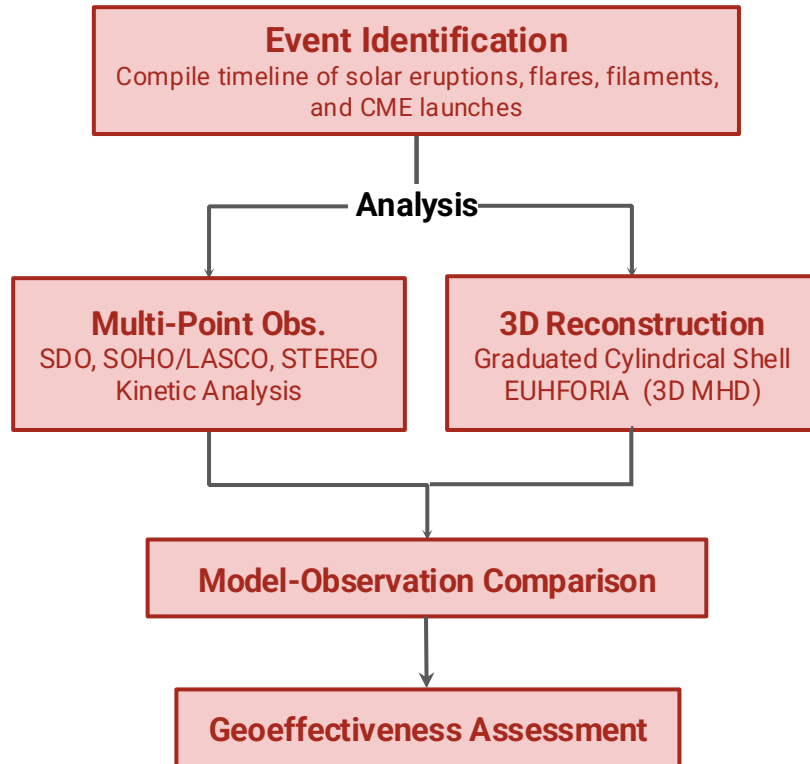 Event Identification
Compile timeline of solar eruptions, flares, filaments,
and CME launches
Analysis
Multi-Point Obs.
SDO, SOHO/LASCO, STEREO
Kinetic Analysis
3D Reconstruction
Graduated Cylindrical Shell
EUHFORIA (3D MHD)
Model-Observation Comparison
Geoeffectiveness Assessment